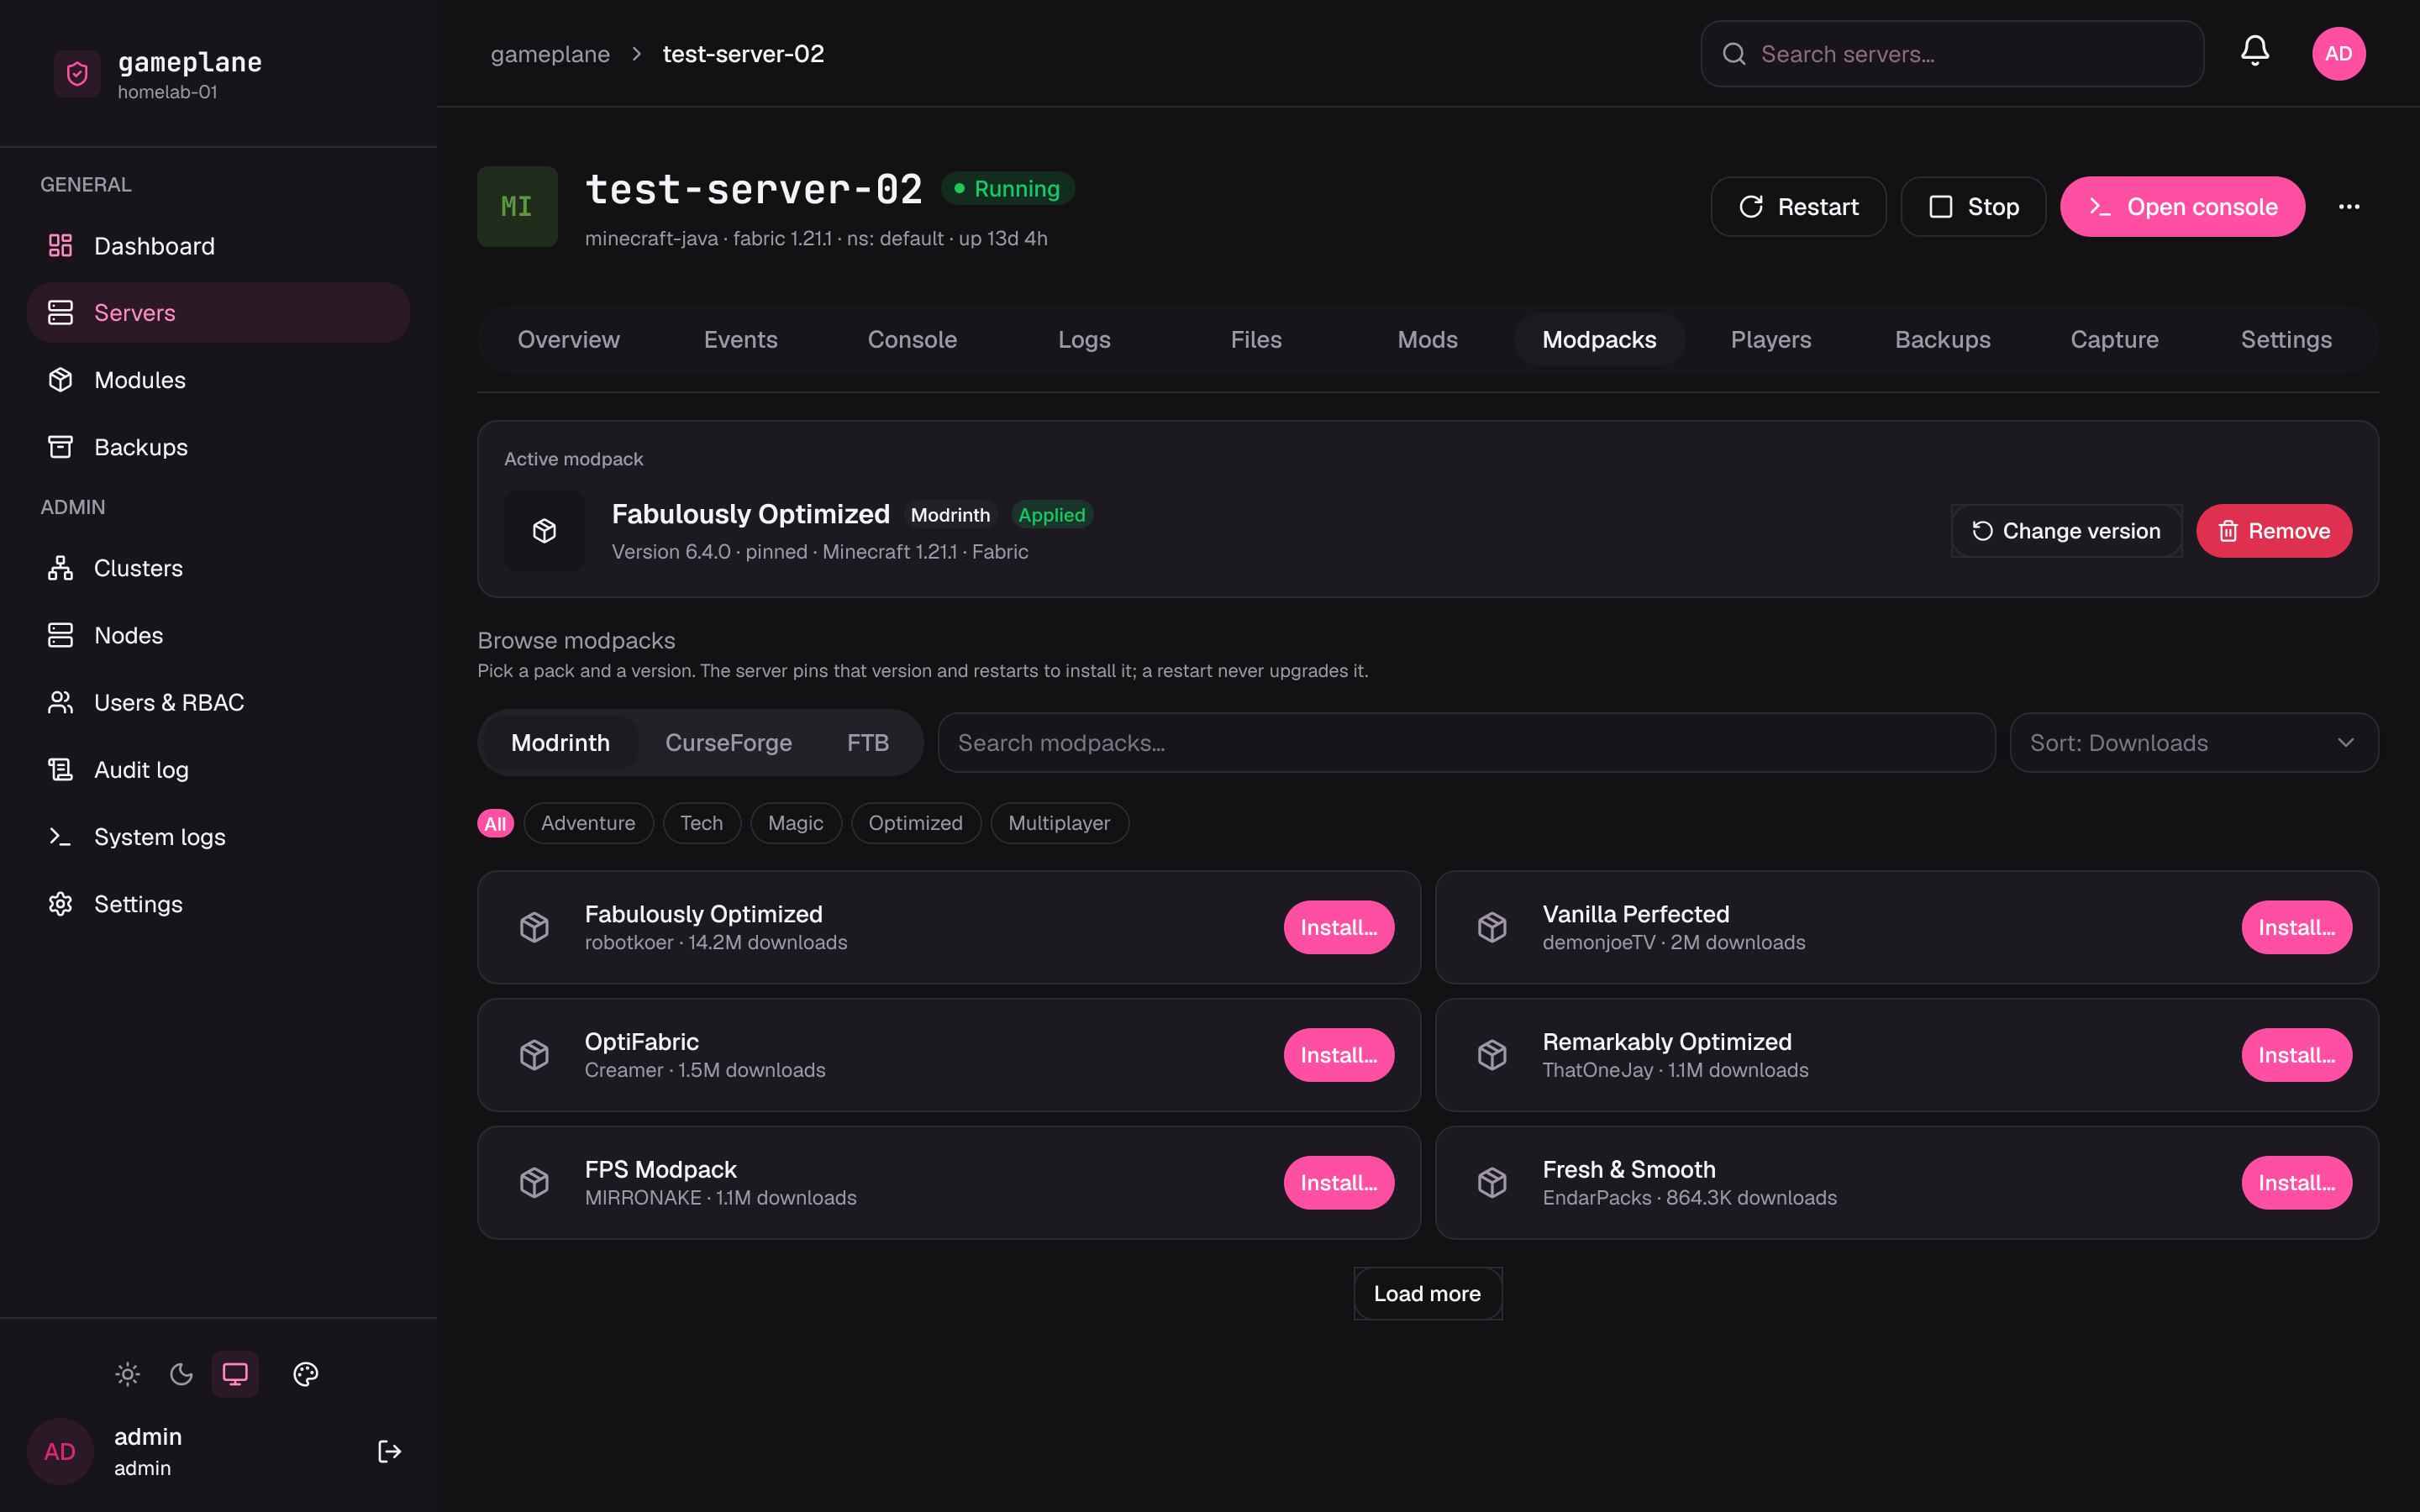 gameplane
homelab-01
GENERAL
Dashboard
Servers
Modules
Backups
ADMIN
Clusters
Nodes
Users & RBAC
Audit log
System logs
Settings
AD
admin
admin
gameplane
test-server-02
Search servers...
AD
MI
test-server-02
Running
minecraft-java · fabric 1.21.1 · ns: default · up 13d 4h
Restart
Stop
Open console
Overview
Events
Console
Logs
Files
Mods
Modpacks
Players
Backups
Capture
Settings
Active modpack
Fabulously Optimized
Modrinth
Applied
Version 6.4.0 · pinned · Minecraft 1.21.1 · Fabric
Change version
Remove
Browse modpacks
Pick a pack and a version. The server pins that version and restarts to install it; a restart never upgrades it.
Modrinth
CurseForge
FTB
Search modpacks...
Sort: Downloads
All
Adventure
Tech
Magic
Optimized
Multiplayer
Fabulously Optimized
robotkoer · 14.2M downloads
Install...
Vanilla Perfected
demonjoeTV · 2M downloads
Install...
OptiFabric
Creamer · 1.5M downloads
Install...
Remarkably Optimized
ThatOneJay · 1.1M downloads
Install...
FPS Modpack
MIRRONAKE · 1.1M downloads
Install...
Fresh & Smooth
EndarPacks · 864.3K downloads
Install...
Load more